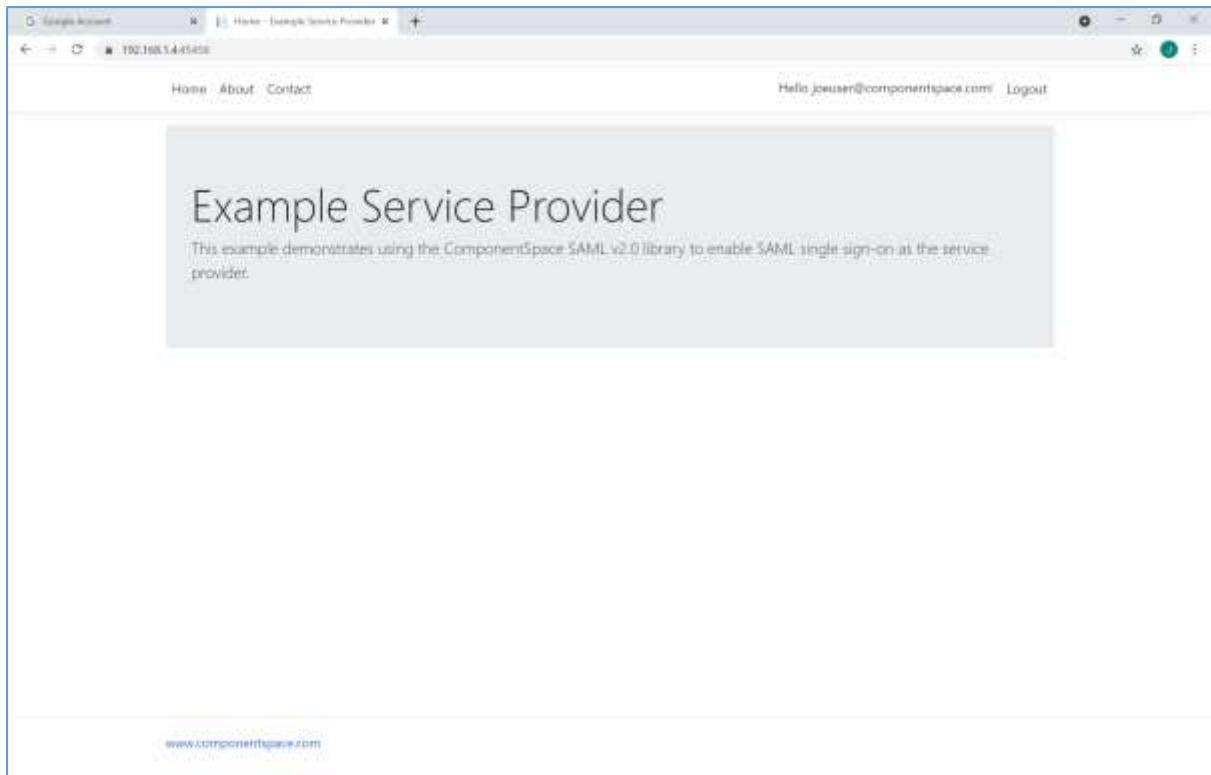 Google Account
Home - Example Service Provider
192.168.1.4:45456
J
Home About Contact
Hello joeuser@componentspace.com! Logout
Example Service Provider
This example demonstrates using the ComponentSpace SAML v2.0 library to enable SAML single sign-on as the service
provider.
www.componentspace.com